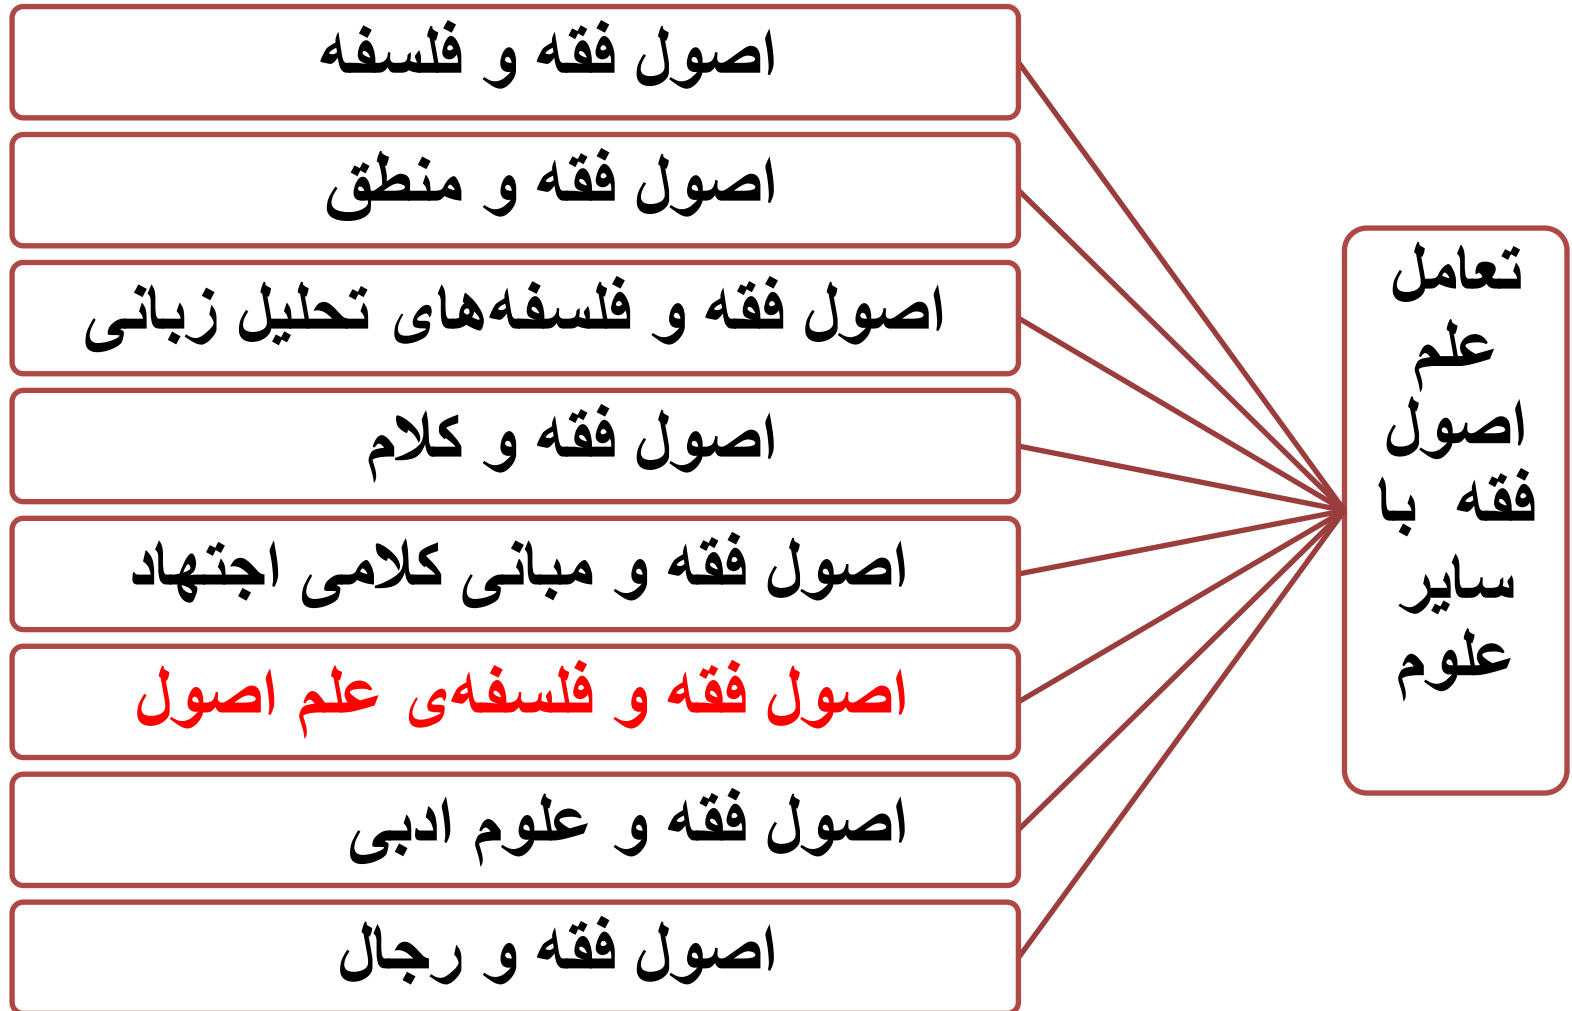 تعامل
علم
اصول
فقه با
سایر
علوم
اصول فقه و فلسفه
اصول فقه و منطق
اصول فقه و فلسفه‌های تحلیل زبانی
اصول فقه و کلام
اصول فقه و مبانی کلامی اجتهاد
اصول فقه و فلسفه‌ی علم اصول
اصول فقه و علوم ادبی
اصول فقه و رجال